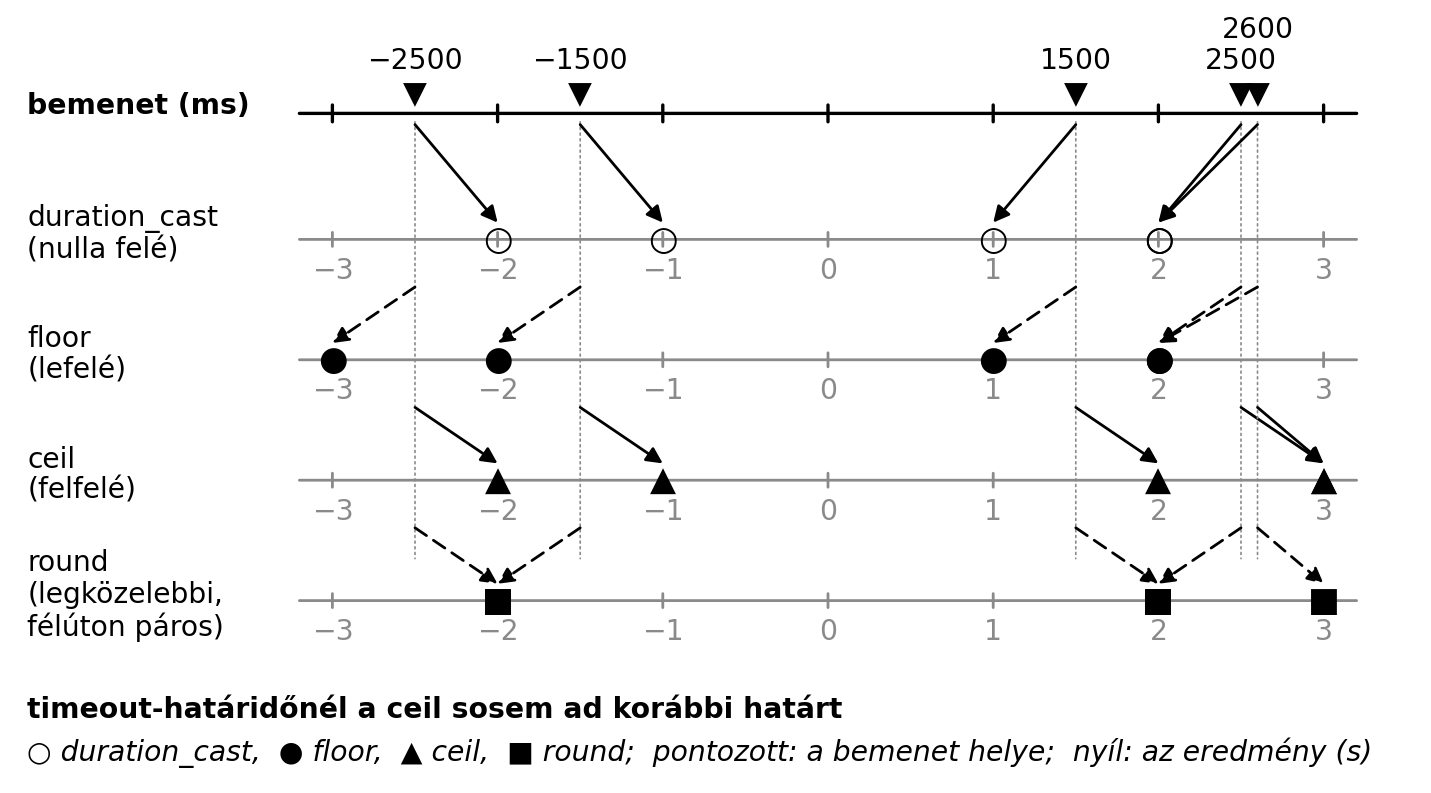 2600
−2500 −1500 1500 2500
bemenet (ms)
duration_cast
(nulla felé)
−3 −2 −1 0 1 2 3
floor
(lefelé)
−3 −2 −1 0 1 2 3
ceil
(felfelé)
−3 −2 −1 0 1 2 3
round
(legközelebbi,
félúton páros)
−3 −2 −1 0 1 2 3
timeout-határidőnél a ceil sosem ad korábbi határt
○ duration_cast, ● floor, ▲ ceil, ■ round; pontozott: a bemenet helye; nyíl: az eredmény (s)